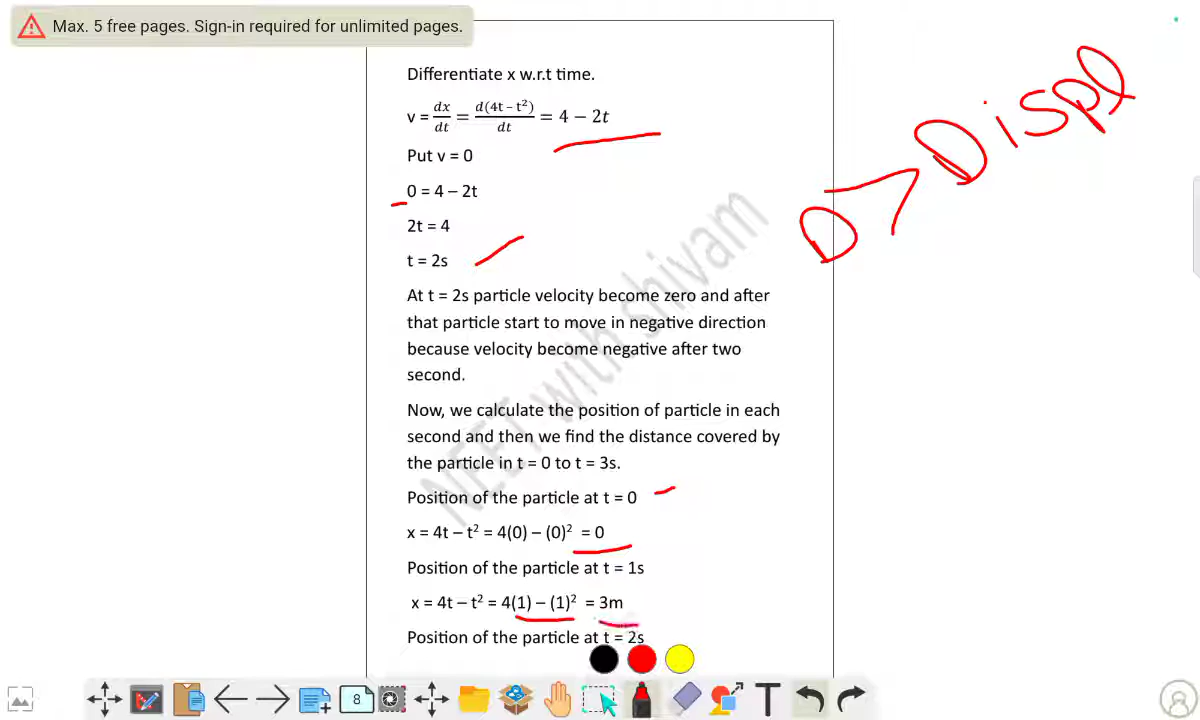 Max. 5 free pages. Sign-in required for unlimited pages.
Differentiate x w.r.t time.
v = dx/dt = d(4t – t²)/dt = 4 − 2t
Put v = 0
0 = 4 – 2t
2t = 4
t = 2s
At t = 2s particle velocity become zero and after
that particle start to move in negative direction
because velocity become negative after two
second.
Now, we calculate the position of particle in each
second and then we find the distance covered by
the particle in t = 0 to t = 3s.
Position of the particle at t = 0
x = 4t – t² = 4(0) – (0)² = 0
Position of the particle at t = 1s
x = 4t – t² = 4(1) – (1)² = 3m
Position of the particle at t = 2s
D > Displ
NEET with shivam
8
T